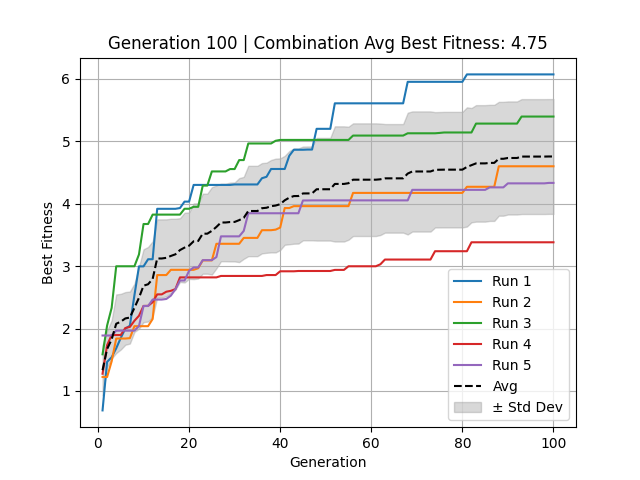 Generation 100 | Combination Avg Best Fitness: 4.75
Best Fitness
6
5
4
3
2
1
0
20
40
60
80
100
Generation
Run 1
Run 2
Run 3
Run 4
Run 5
Avg
± Std Dev